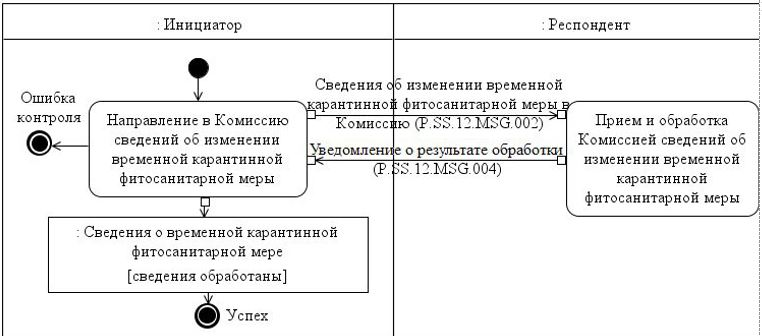 : Инициатор
: Респондент
Ошибка
контроля
Направление в Комиссию
сведений об изменении
временной карантинной
фитосанитарной меры
Сведения об изменении временной
карантинной фитосанитарной меры в
Комиссию (P.SS.12.MSG.002)
Уведомление о результате обработки
(P.SS.12.MSG.004)
Прием и обработка
Комиссией сведений об
изменении временной
карантинной
фитосанитарной меры
: Сведения о временной карантинной
фитосанитарной мере
[сведения обработаны]
Успех